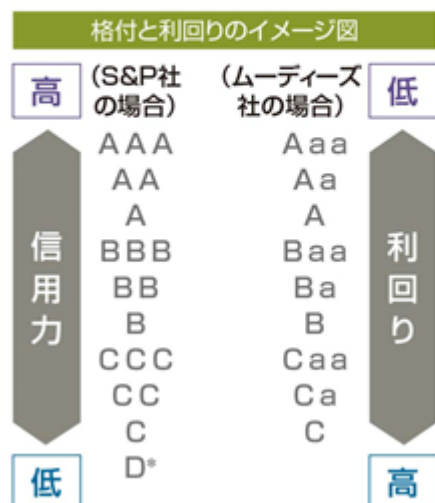 格付と利回りのイメージ図
高 (S&P社の場合) (ムーディーズ社の場合) 低
AAA Aaa
AA Aa
A A
BBB Baa
BB Ba
B B
CCC Caa
CC Ca
C C
D*
信用力
利回り
低 高